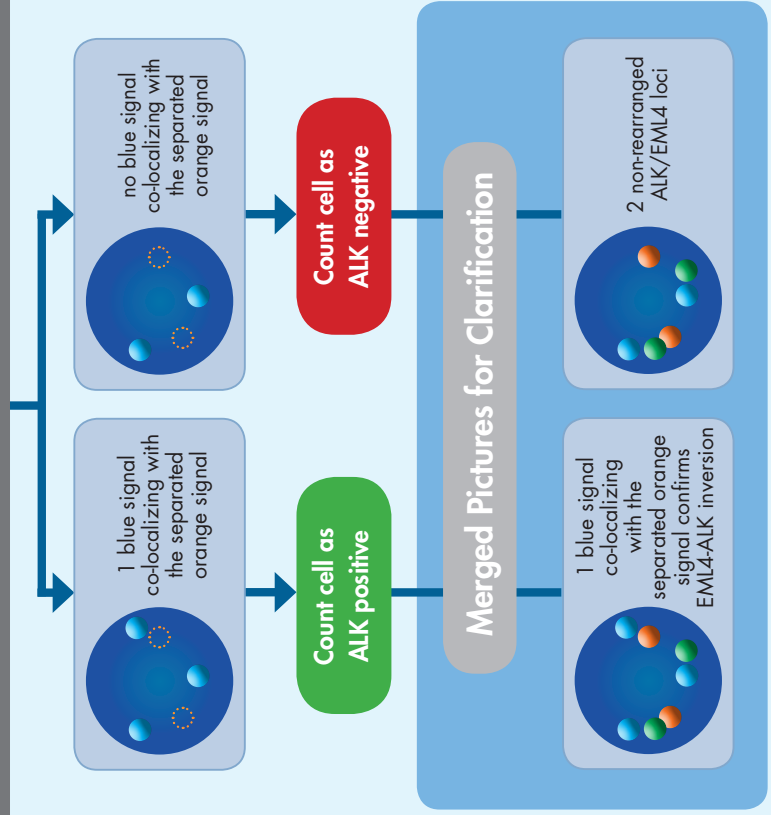 1 blue signal
co-localizing with
the separated
orange signal
no blue signal
co-localizing with
the separated
orange signal
Count cell as
ALK positive
Count cell as
ALK negative
Merged Pictures for Clarification
1 blue signal
co-localizing
with the
separated orange
signal confirms
EML4-ALK inversion
2 non-rearranged
ALK/EML4 loci